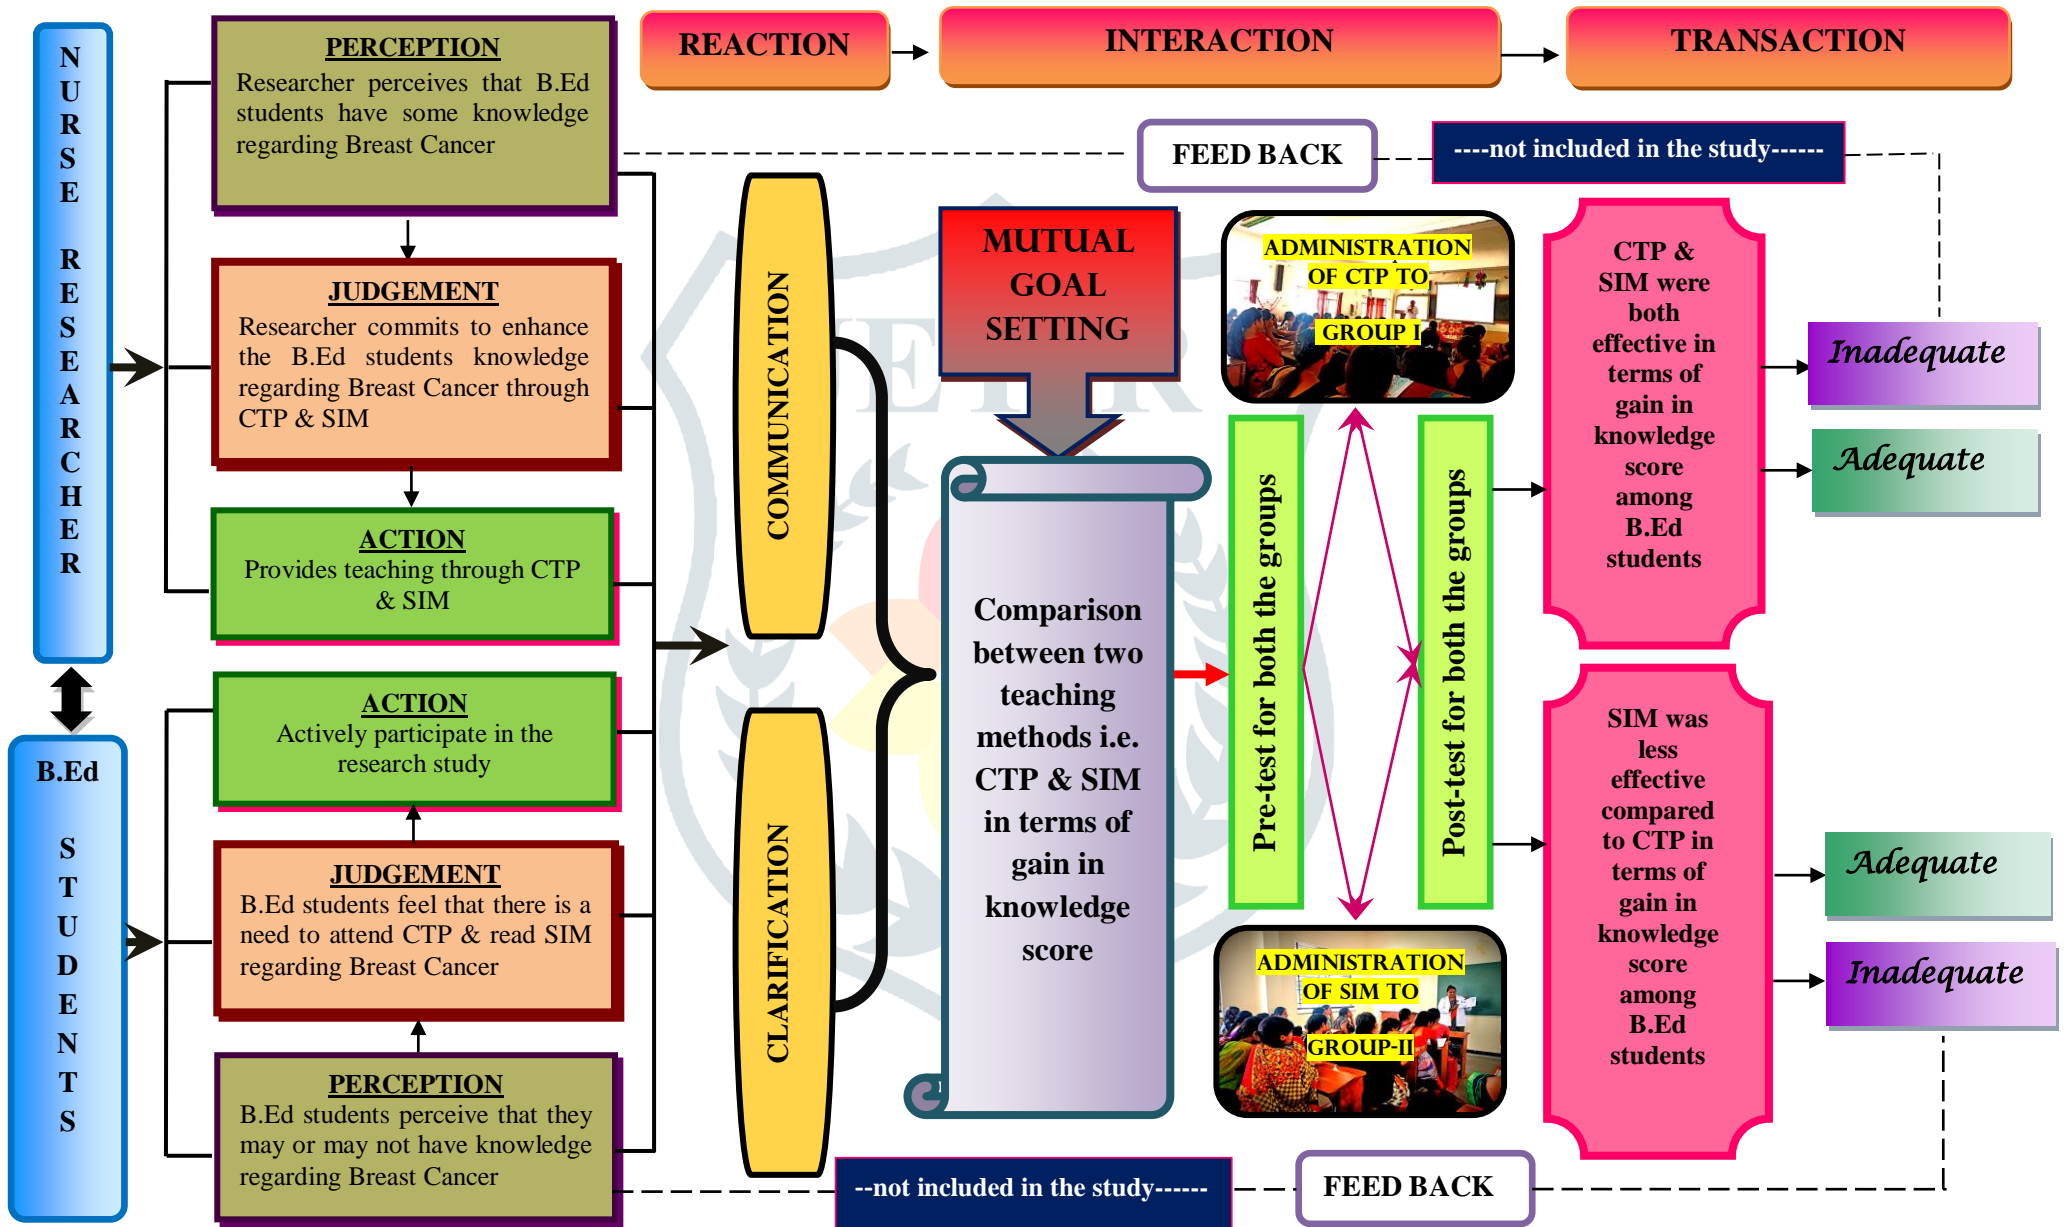 NURSE RESEARCHER
PERCEPTION
Researcher perceives that B.Ed
students have some knowledge
regarding Breast Cancer
JUDGEMENT
Researcher commits to enhance
the B.Ed students knowledge
regarding Breast Cancer through
CTP & SIM
ACTION
Provides teaching through CTP
& SIM
B.Ed
STUDENTS
ACTION
Actively participate in the
research study
JUDGEMENT
B.Ed students feel that there is a
need to attend CTP & read SIM
regarding Breast Cancer
PERCEPTION
B.Ed students perceive that they
may or may not have knowledge
regarding Breast Cancer
REACTION
INTERACTION
TRANSACTION
FEED BACK
----not included in the study------
COMMUNICATION
CLARIFICATION
MUTUAL
GOAL
SETTING
Comparison
between two
teaching
methods i.e.
CTP & SIM
in terms of
gain in
knowledge
score
Pre-test for both the groups
ADMINISTRATION
OF CTP TO
GROUP I
ADMINISTRATION
OF SIM TO
GROUP-II
Post-test for both the groups
CTP &
SIM were
both
effective in
terms of
gain in
knowledge
score
among
B.Ed
students
Inadequate
Adequate
SIM was
less
effective
compared
to CTP in
terms of
gain in
knowledge
score
among
B.Ed
students
Adequate
Inadequate
--not included in the study------
FEED BACK